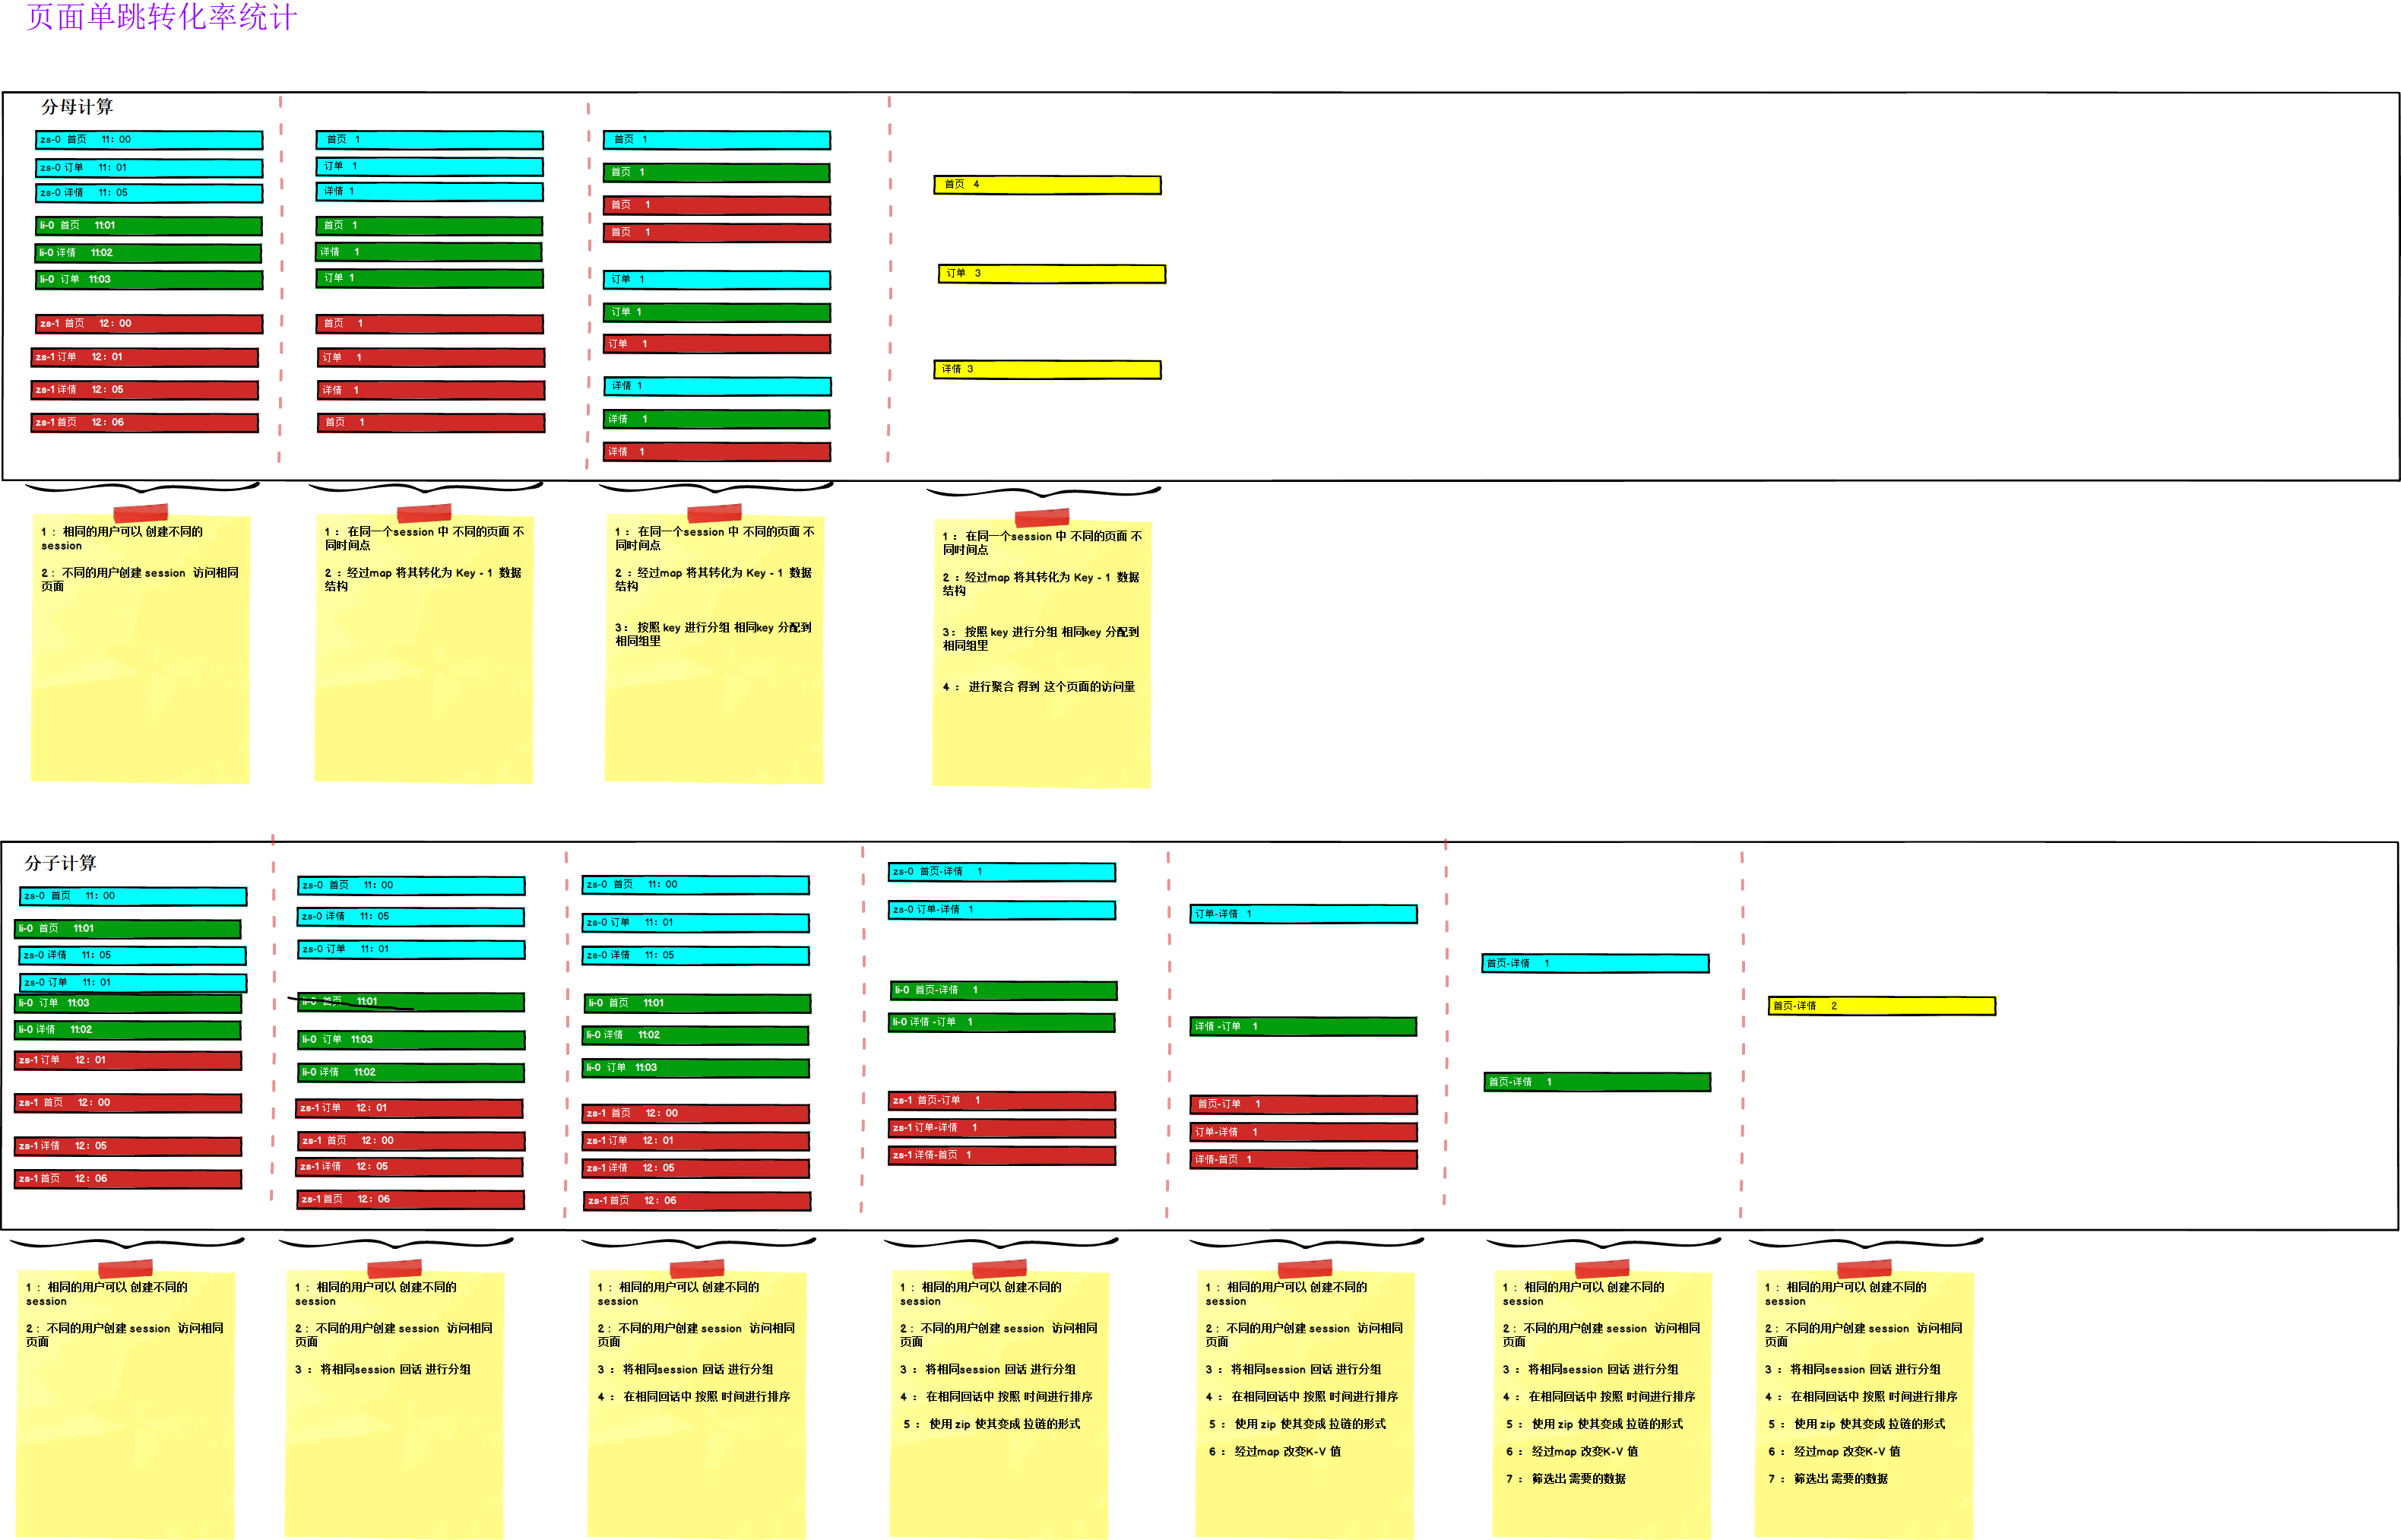 页面单跳转化率统计
分母计算
zs-0 首页 11：00
zs-0 订单 11：01
zs-0 详情 11：05
li-0 首页 11:01
li-0 详情 11:02
li-0 订单 11:03
zs-1 首页 12：00
zs-1 订单 12：01
zs-1 详情 12：05
zs-1 首页 12：06
首页 1
订单 1
详情 1
首页 1
详情 1
订单 1
首页 1
订单 1
详情 1
首页 1
首页 1
首页 1
首页 1
首页 1
订单 1
订单 1
订单 1
详情 1
详情 1
详情 1
首页 4
订单 3
详情 3
1 ： 相同的用户可以 创建不同的
session
2 ： 不同的用户创建 session 访问相同
页面
1 ： 在同一个session 中 不同的页面 不
同时间点
2 ：经过map 将其转化为 Key - 1 数据
结构
1 ： 在同一个session 中 不同的页面 不
同时间点
2 ：经过map 将其转化为 Key - 1 数据
结构
3 ： 按照 key 进行分组 相同key 分配到
相同组里
1 ： 在同一个session 中 不同的页面 不
同时间点
2 ：经过map 将其转化为 Key - 1 数据
结构
3 ： 按照 key 进行分组 相同key 分配到
相同组里
4 ： 进行聚合 得到 这个页面的访问量
分子计算
zs-0 首页 11：00
li-0 首页 11:01
zs-0 详情 11：05
zs-0 订单 11：01
li-0 订单 11:03
li-0 详情 11:02
zs-1 订单 12：01
zs-1 首页 12：00
zs-1 详情 12：05
zs-1 首页 12：06
zs-0 首页 11：00
zs-0 详情 11：05
zs-0 订单 11：01
li-0 首页 11:01
li-0 订单 11:03
li-0 详情 11:02
zs-1 订单 12：01
zs-1 首页 12：00
zs-1 详情 12：05
zs-1 首页 12：06
zs-0 首页 11：00
zs-0 订单 11：01
zs-0 详情 11：05
li-0 首页 11:01
li-0 详情 11:02
li-0 订单 11:03
zs-1 首页 12：00
zs-1 订单 12：01
zs-1 详情 12：05
zs-1 首页 12：06
zs-0 首页-详情 1
zs-0 订单-详情 1
li-0 首页-详情 1
li-0 详情 -订单 1
zs-1 首页-订单 1
zs-1 订单-详情 1
zs-1 详情-首页 1
订单-详情 1
详情 -订单 1
首页-订单 1
订单-详情 1
详情-首页 1
首页-详情 1
首页-详情 1
首页-详情 2
1 ： 相同的用户可以 创建不同的
session
2 ： 不同的用户创建 session 访问相同
页面
1 ： 相同的用户可以 创建不同的
session
2 ： 不同的用户创建 session 访问相同
页面
3 ： 将相同session 回话 进行分组
1 ： 相同的用户可以 创建不同的
session
2 ： 不同的用户创建 session 访问相同
页面
3 ： 将相同session 回话 进行分组
4 ： 在相同回话中 按照 时间进行排序
1 ： 相同的用户可以 创建不同的
session
2 ： 不同的用户创建 session 访问相同
页面
3 ： 将相同session 回话 进行分组
4 ： 在相同回话中 按照 时间进行排序
5 ： 使用 zip 使其变成 拉链的形式
1 ： 相同的用户可以 创建不同的
session
2 ： 不同的用户创建 session 访问相同
页面
3 ： 将相同session 回话 进行分组
4 ： 在相同回话中 按照 时间进行排序
5 ： 使用 zip 使其变成 拉链的形式
6 ： 经过map 改变K-V 值
1 ： 相同的用户可以 创建不同的
session
2 ： 不同的用户创建 session 访问相同
页面
3 ： 将相同session 回话 进行分组
4 ： 在相同回话中 按照 时间进行排序
5 ： 使用 zip 使其变成 拉链的形式
6 ： 经过map 改变K-V 值
7 ： 筛选出 需要的数据
1 ： 相同的用户可以 创建不同的
session
2 ： 不同的用户创建 session 访问相同
页面
3 ： 将相同session 回话 进行分组
4 ： 在相同回话中 按照 时间进行排序
5 ： 使用 zip 使其变成 拉链的形式
6 ： 经过map 改变K-V 值
7 ： 筛选出 需要的数据